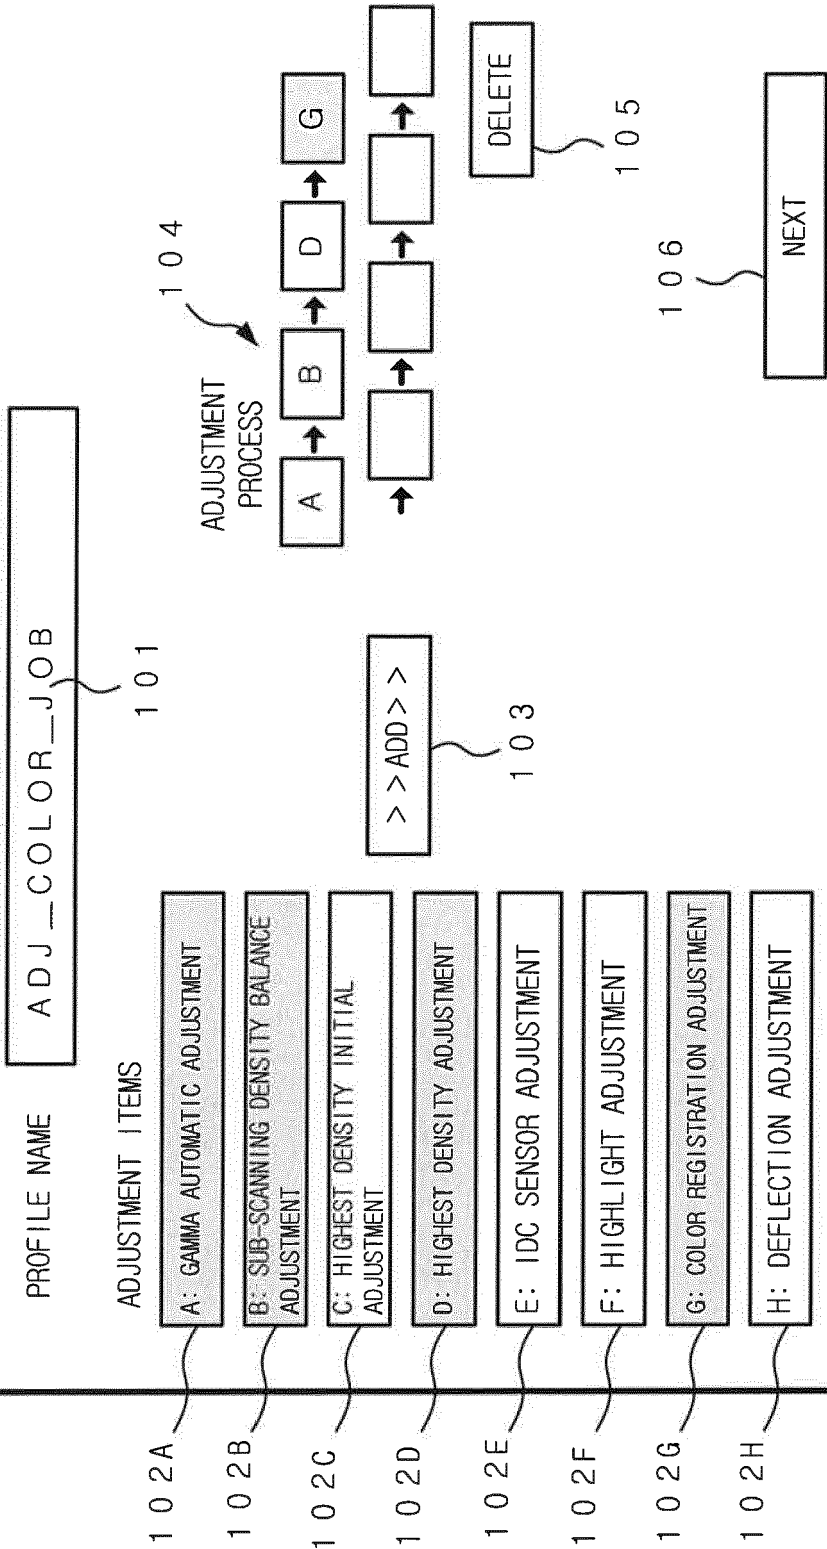 PROFILE NAME
ADJ_COLOR_JOB
101
ADJUSTMENT ITEMS
102A
A: GAMMA AUTOMATIC ADJUSTMENT
102B
B: SUB-SCANNING DENSITY BALANCE
ADJUSTMENT
102C
C: HIGHEST DENSITY INITIAL
ADJUSTMENT
102D
D: HIGHEST DENSITY ADJUSTMENT
102E
E: IDC SENSOR ADJUSTMENT
102F
F: HIGHLIGHT ADJUSTMENT
102G
G: COLOR REGISTRATION ADJUSTMENT
102H
H: DEFLECTION ADJUSTMENT
>>ADD>>
103
ADJUSTMENT
PROCESS
104
A
B
D
G
DELETE
105
106
NEXT